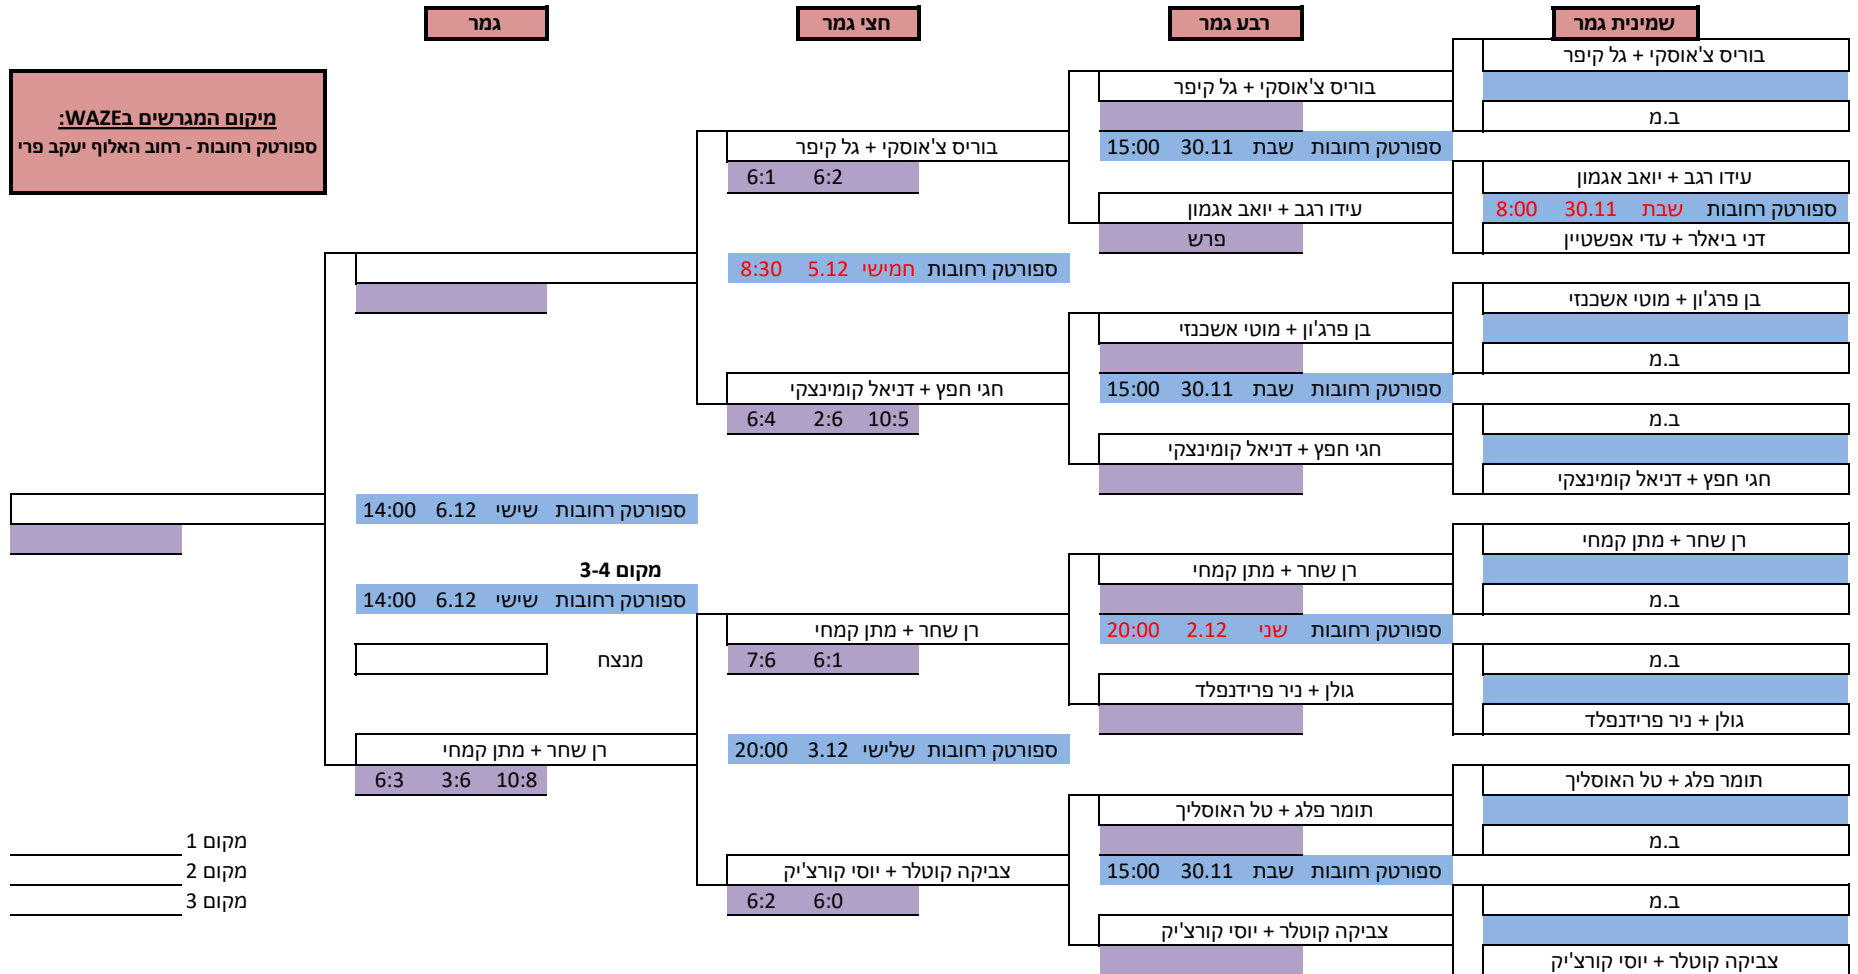 שמינית גמר
רבע גמר
חצי גמר
גמר
בוריס צ'אוסקי + גל קיפר
ב.מ
עידו רגב + יואב אגמון
ספורטק רחובות שבת 30.11 8:00
דני ביאלר + עדי אפשטיין
בן פרג'ון + מוטי אשכנזי
ב.מ
ב.מ
חגי חפץ + דניאל קומינצקי
רן שחר + מתן קמחי
ב.מ
ב.מ
גולן + ניר פרידנפלד
תומר פלג + טל האוסליך
ב.מ
ב.מ
צביקה קוטלר + יוסי קורצ'יק
בוריס צ'אוסקי + גל קיפר
ספורטק רחובות שבת 30.11 15:00
עידו רגב + יואב אגמון
פרש
בן פרג'ון + מוטי אשכנזי
ספורטק רחובות שבת 30.11 15:00
חגי חפץ + דניאל קומינצקי
רן שחר + מתן קמחי
ספורטק רחובות שני 2.12 20:00
גולן + ניר פרידנפלד
תומר פלג + טל האוסליך
ספורטק רחובות שבת 30.11 15:00
צביקה קוטלר + יוסי קורצ'יק
בוריס צ'אוסקי + גל קיפר
6:1 6:2
ספורטק רחובות חמישי 5.12 8:30
חגי חפץ + דניאל קומינצקי
6:4 2:6 10:5
רן שחר + מתן קמחי
7:6 6:1
ספורטק רחובות שלישי 3.12 20:00
צביקה קוטלר + יוסי קורצ'יק
6:2 6:0
ספורטק רחובות שישי 6.12 14:00
מקום 3-4
ספורטק רחובות שישי 6.12 14:00
מנצח
רן שחר + מתן קמחי
6:3 3:6 10:8
מיקום המגרשים בWAZE:
ספורטק רחובות - רחוב האלוף יעקב פרי
מקום 1
מקום 2
מקום 3